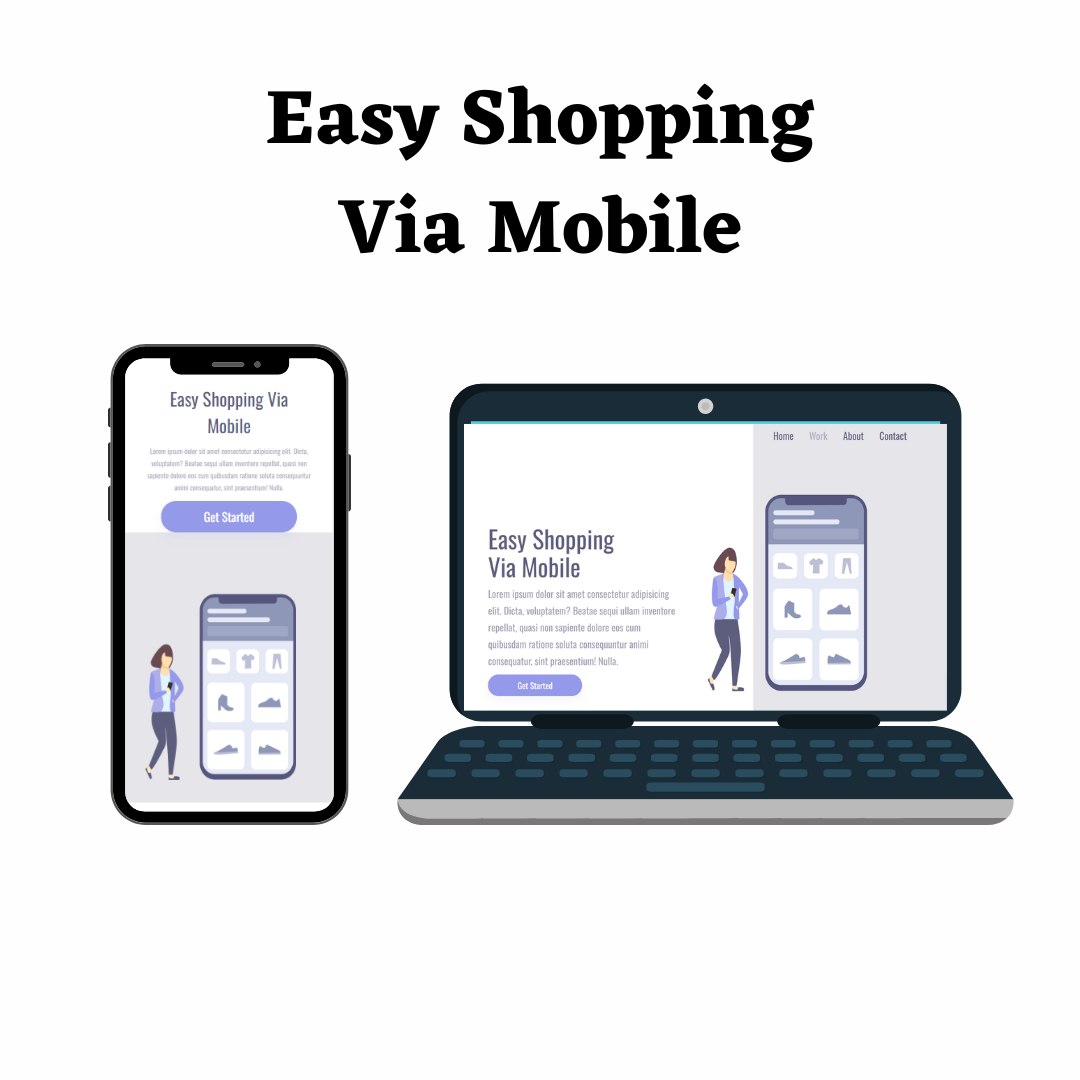 Easy Shopping
Via Mobile
Easy Shopping Via
Mobile
Lorem ipsum dolor sit amet consectetur adipisicing elit. Dicta,
voluptatem? Beatae sequi ullam inventore repellat, quasi non
sapiente dolore eos cum quibusdam ratione soluta consequuntur
animi consequatur, sint praesentium! Nulla.
Get Started
Home Work About Contact
Easy Shopping
Via Mobile
Lorem ipsum dolor sit amet consectetur adipisicing
elit. Dicta, voluptatem? Beatae sequi ullam inventore
repellat, quasi non sapiente dolore eos cum
quibusdam ratione soluta consequuntur animi
consequatur, sint praesentium! Nulla.
Get Started